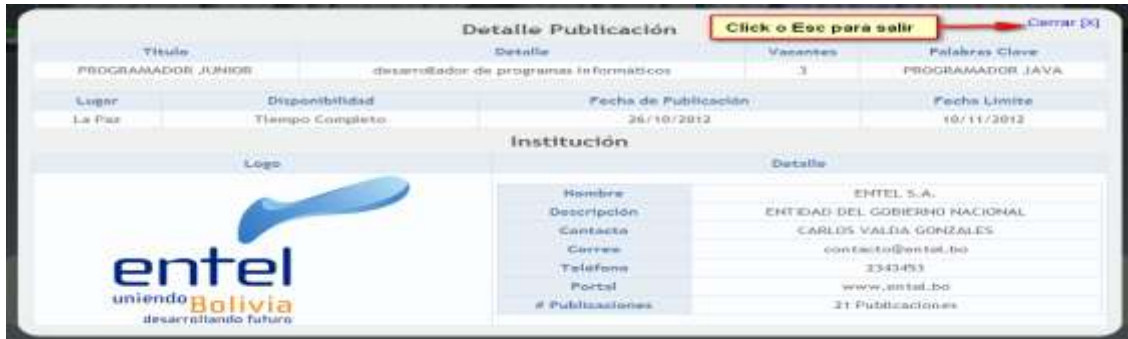 Detalle Publicación Click o Esc para salir Cerrar [X]
Título Detalle Vacantes Palabras Clave
PROGRAMADOR JUNIOR desarrollador de programas informáticos 3 PROGRAMADOR JAVA
Lugar Disponibilidad Fecha de Publicación Fecha Límite
La Paz Tiempo Completo 26/10/2012 10/11/2012
Institución
Logo Detalle
entel
uniendo Bolivia
desarrollando futuro
Nombre ENTEL S.A.
Descripción ENTIDAD DEL GOBIERNO NACIONAL
Contacto CARLOS VALDA GONZALES
Correo contacto@entel.bo
Teléfono 2343453
Portal www.entel.bo
# Publicaciones 21 Publicaciones